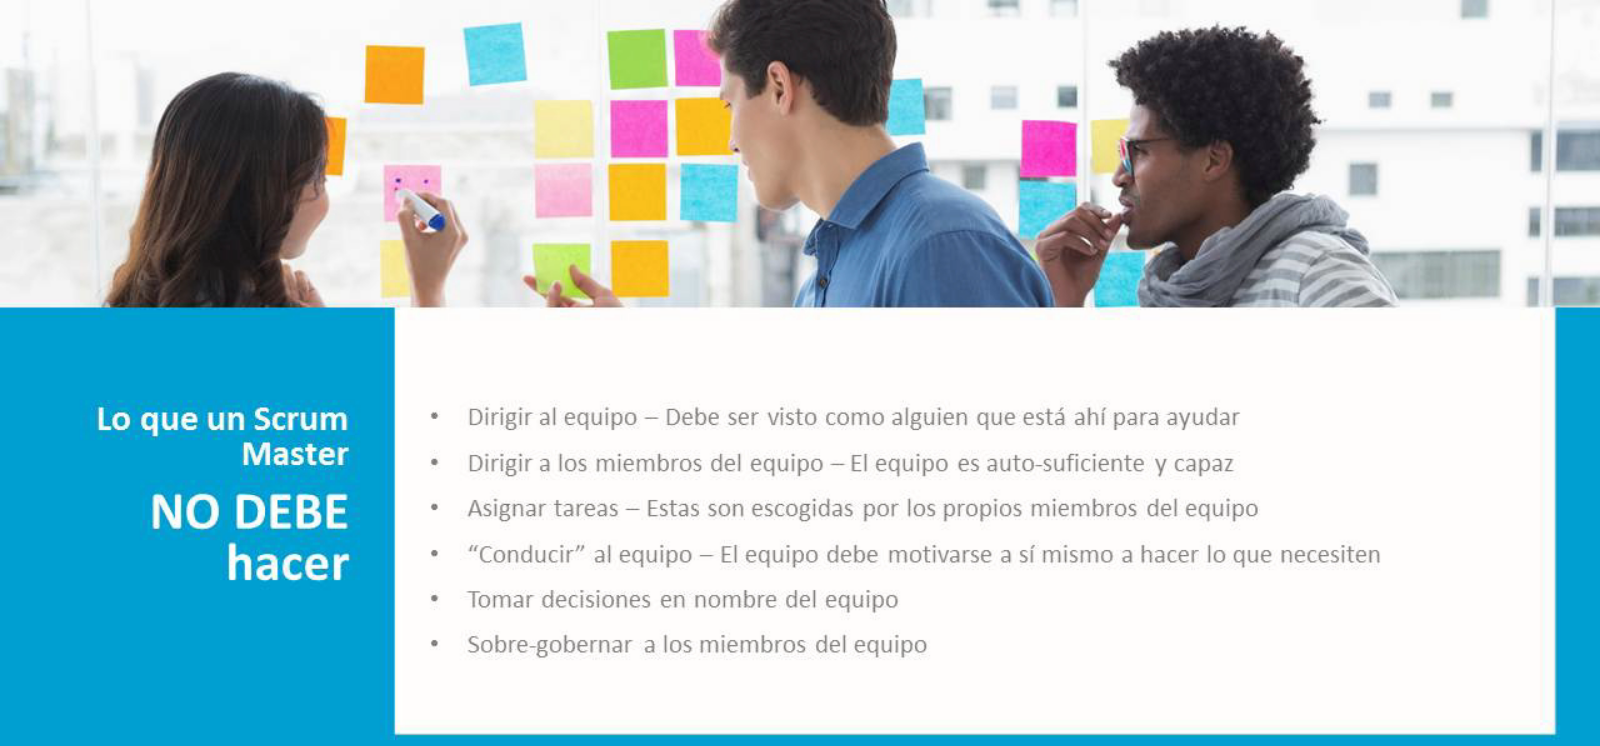 Lo que un Scrum
Master
NO DEBE
hacer
• Dirigir al equipo – Debe ser visto como alguien que está ahí para ayudar
• Dirigir a los miembros del equipo – El equipo es auto-suficiente y capaz
• Asignar tareas – Estas son escogidas por los propios miembros del equipo
• “Conducir” al equipo – El equipo debe motivarse a sí mismo a hacer lo que necesiten
• Tomar decisiones en nombre del equipo
• Sobre-gobernar a los miembros del equipo